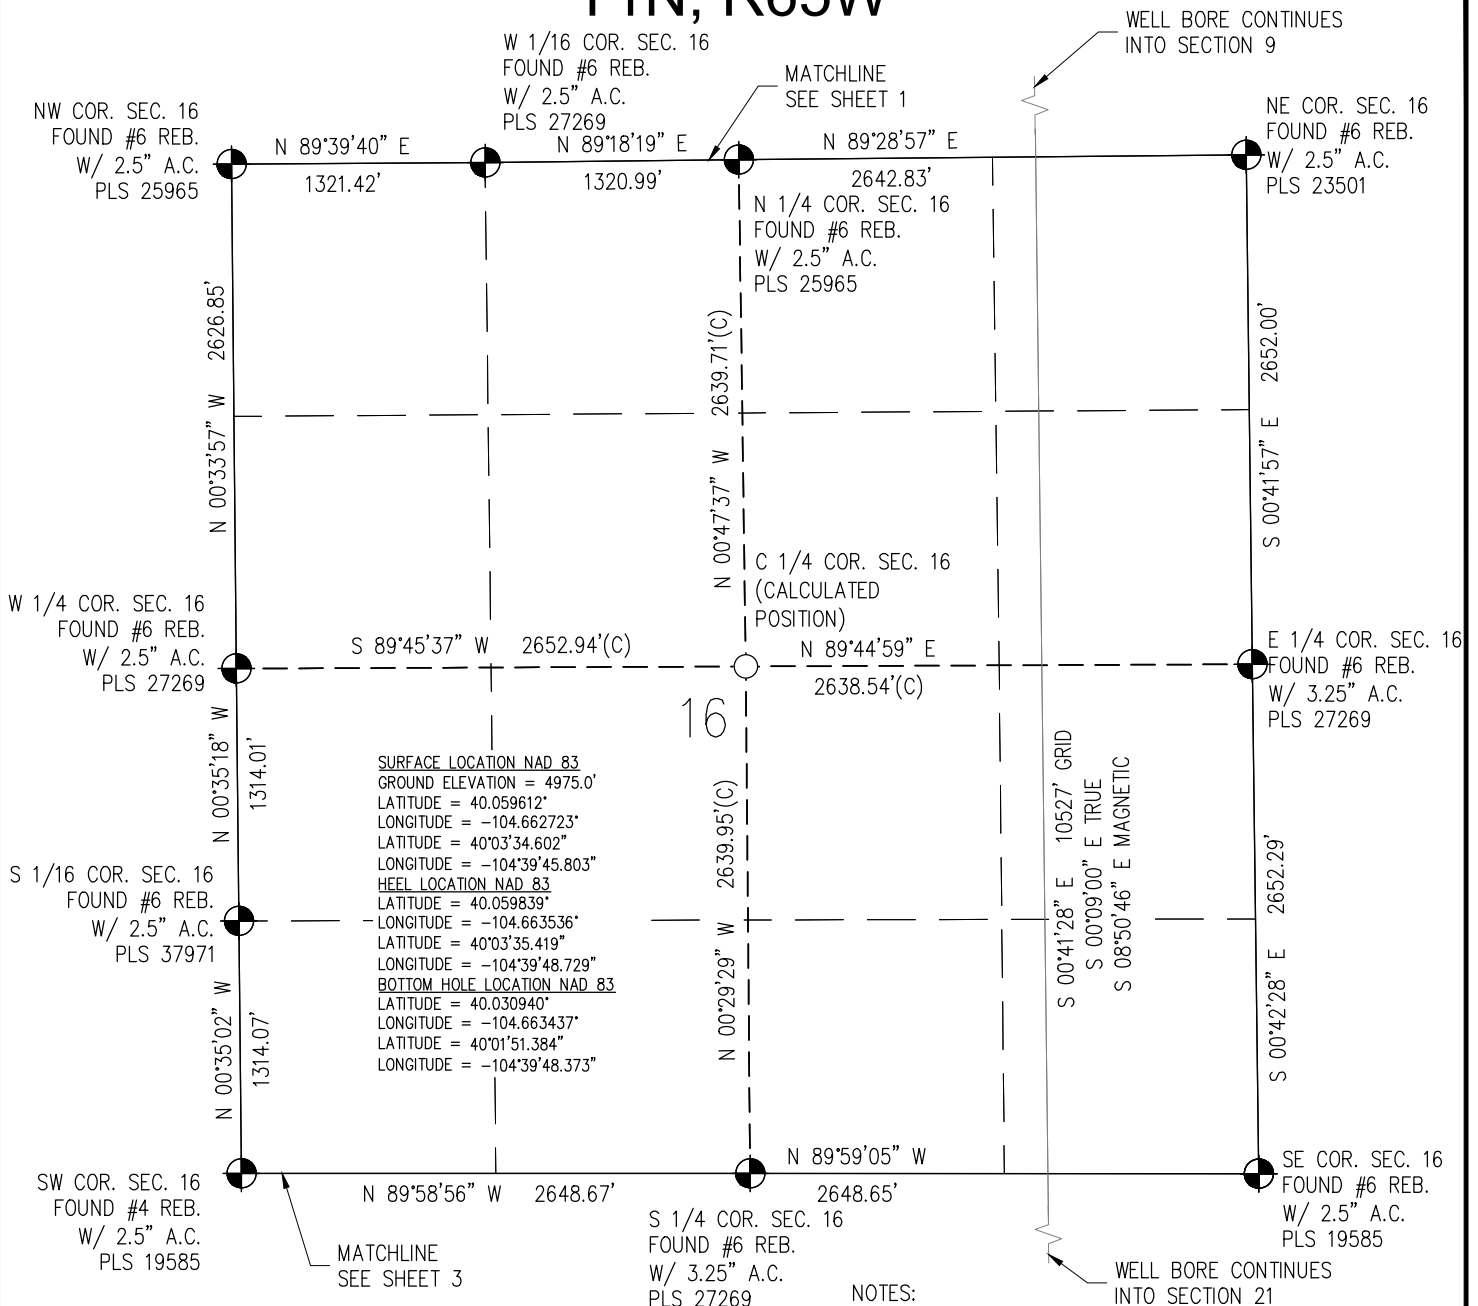 T1N, R65W
W 1/16 COR. SEC. 16
FOUND #6 REB.
W/ 2.5" A.C.
PLS 27269
MATCHLINE
SEE SHEET 1
WELL BORE CONTINUES
INTO SECTION 9
NW COR. SEC. 16
FOUND #6 REB.
W/ 2.5" A.C.
PLS 25965
NE COR. SEC. 16
FOUND #6 REB.
W/ 2.5" A.C.
PLS 23501
N 89°39'40" E
1321.42'
N 89°18'19" E
1320.99'
N 89°28'57" E
2642.83'
N 1/4 COR. SEC. 16
FOUND #6 REB.
W/ 2.5" A.C.
PLS 25965
N 00°33'57" W 2626.85'
N 00°47'37" W 2639.71'(C)
S 00°41'57" E 2652.00'
C 1/4 COR. SEC. 16
(CALCULATED
POSITION)
W 1/4 COR. SEC. 16
FOUND #6 REB.
W/ 2.5" A.C.
PLS 27269
S 89°45'37" W 2652.94'(C)
N 89°44'59" E
2638.54'(C)
E 1/4 COR. SEC. 16
FOUND #6 REB.
W/ 3.25" A.C.
PLS 27269
16
N 00°35'18" W
1314.01'
SURFACE LOCATION NAD 83
GROUND ELEVATION = 4975.0'
LATITUDE = 40.059612°
LONGITUDE = -104.662723°
LATITUDE = 40°03'34.602"
LONGITUDE = -104°39'45.803"
HEEL LOCATION NAD 83
LATITUDE = 40.059839°
LONGITUDE = -104.663536°
LATITUDE = 40°03'35.419"
LONGITUDE = -104°39'48.729"
BOTTOM HOLE LOCATION NAD 83
LATITUDE = 40.030940°
LONGITUDE = -104.663437°
LATITUDE = 40°01'51.384"
LONGITUDE = -104°39'48.373"
N 00°29'29" W 2639.95'(C)
S 00°41'28" E 10527' GRID
S 00°09'00" E TRUE
S 08°50'46" E MAGNETIC
S 00°42'28" E 2652.29'
S 1/16 COR. SEC. 16
FOUND #6 REB.
W/ 2.5" A.C.
PLS 37971
N 00°35'02" W
1314.07'
SW COR. SEC. 16
FOUND #4 REB.
W/ 2.5" A.C.
PLS 19585
N 89°58'56" W 2648.67'
N 89°59'05" W
2648.65'
SE COR. SEC. 16
FOUND #6 REB.
W/ 2.5" A.C.
PLS 19585
MATCHLINE
SEE SHEET 3
S 1/4 COR. SEC. 16
FOUND #6 REB.
W/ 3.25" A.C.
PLS 27269
NOTES:
WELL BORE CONTINUES
INTO SECTION 21